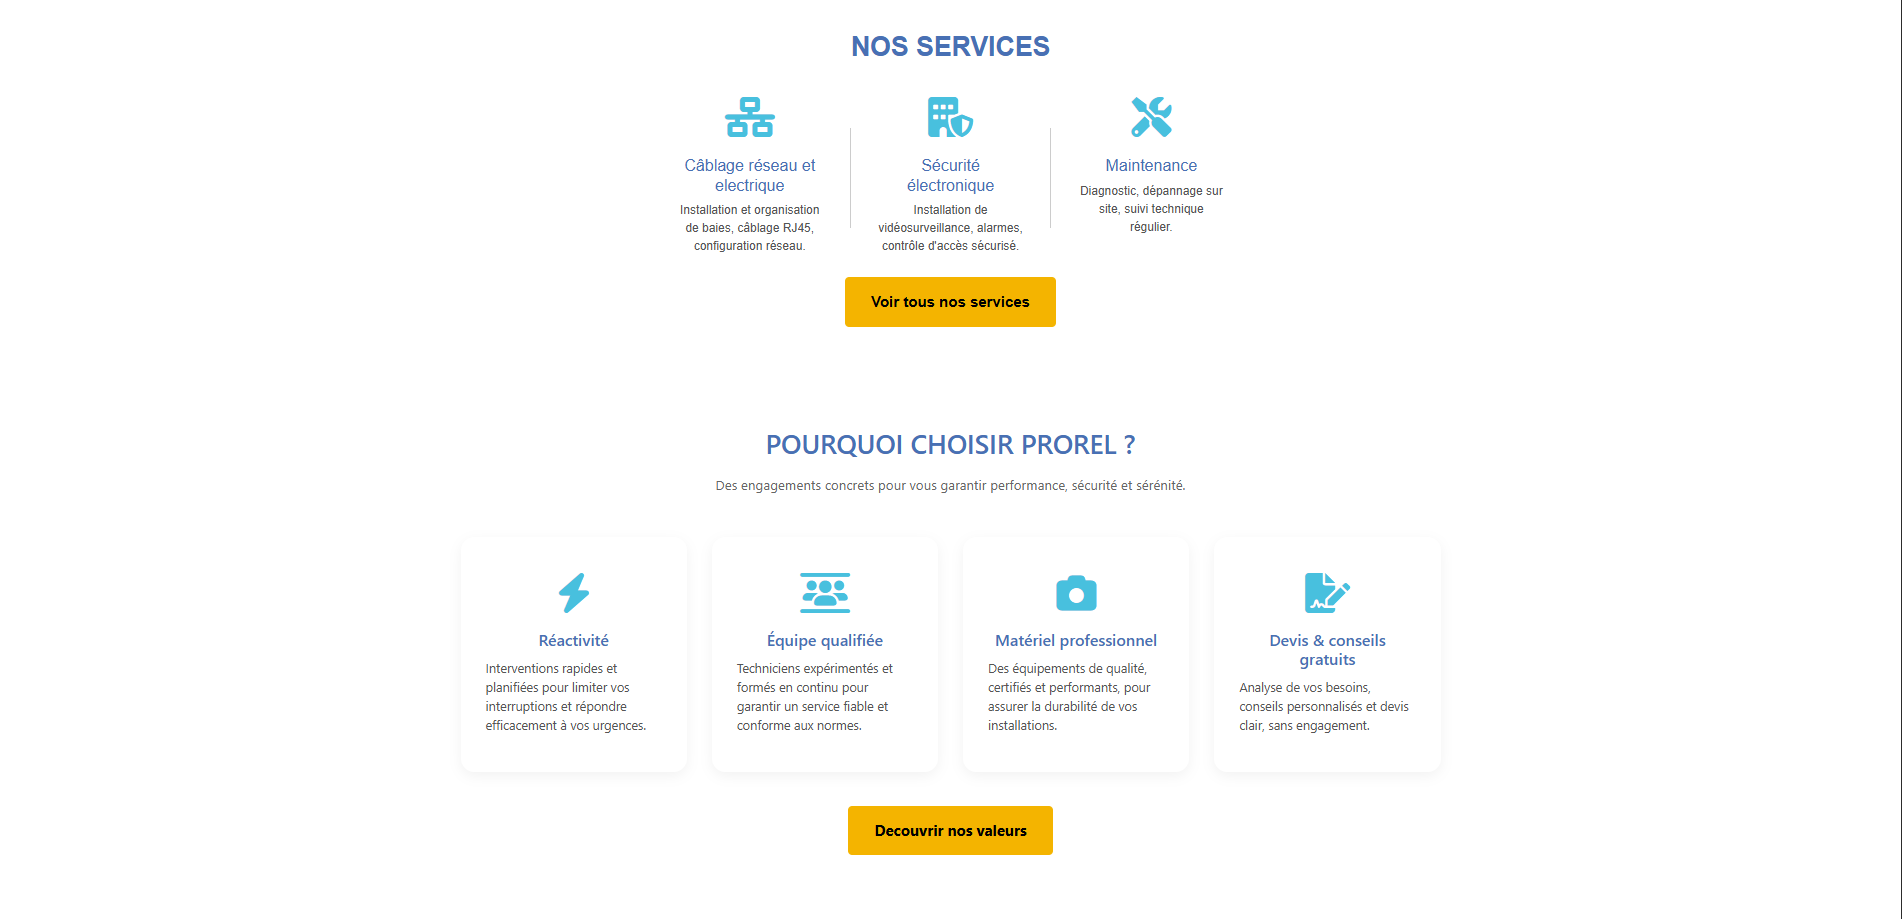 NOS SERVICES
Câblage réseau et
electrique
Installation et organisation
de baies, câblage RJ45,
configuration réseau.
Sécurité
électronique
Installation de
vidéosurveillance, alarmes,
contrôle d'accès sécurisé.
Maintenance
Diagnostic, dépannage sur
site, suivi technique
régulier.
Voir tous nos services
POURQUOI CHOISIR PROREL ?
Des engagements concrets pour vous garantir performance, sécurité et sérénité.
Réactivité
Interventions rapides et
planifiées pour limiter vos
interruptions et répondre
efficacement à vos urgences.
Équipe qualifiée
Techniciens expérimentés et
formés en continu pour
garantir un service fiable et
conforme aux normes.
Matériel professionnel
Des équipements de qualité,
certifiés et performants, pour
assurer la durabilité de vos
installations.
Devis & conseils
gratuits
Analyse de vos besoins,
conseils personnalisés et devis
clair, sans engagement.
Decouvrir nos valeurs